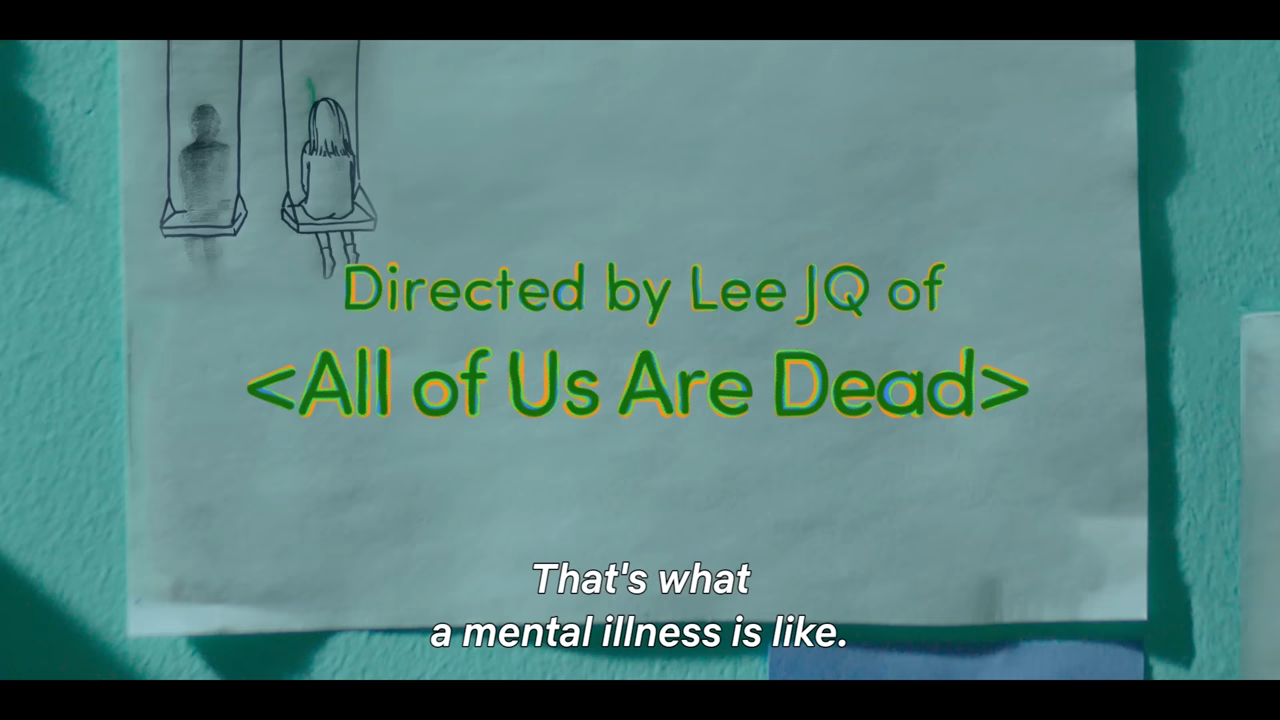 Directed by Lee JQ of
<All of Us Are Dead>
That's what
a mental illness is like.